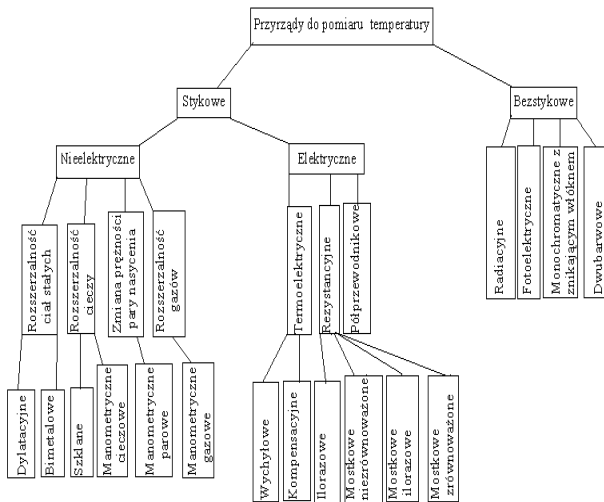 Przyrządy do pomiaru temperatury
Stykowe
Bezstykowe
Nieelektryczne
Elektryczne
Rozszerzalność
ciał stałych
Rozszerzalność
cieczy
Zmiana prężności
pary nasycenia
Rozszerzalność
gazów
Termoelektryczne
Rezystancyjne
Półprzewodnikowe
Radiacyjne
Fotoelektryczne
Monochromatyczne z
znikającym włóknem
Dwubarwowe
Dylatacyjne
Bimetalowe
Szklane
Manometryczne
cieczowe
Manometryczne
parowe
Manometryczne
gazowe
Wychyłowe
Kompensacyjne
Ilorazowe
Mostkowe
niezrównoważone
Mostkowe
ilorazowe
Mostkowe
zrównoważone